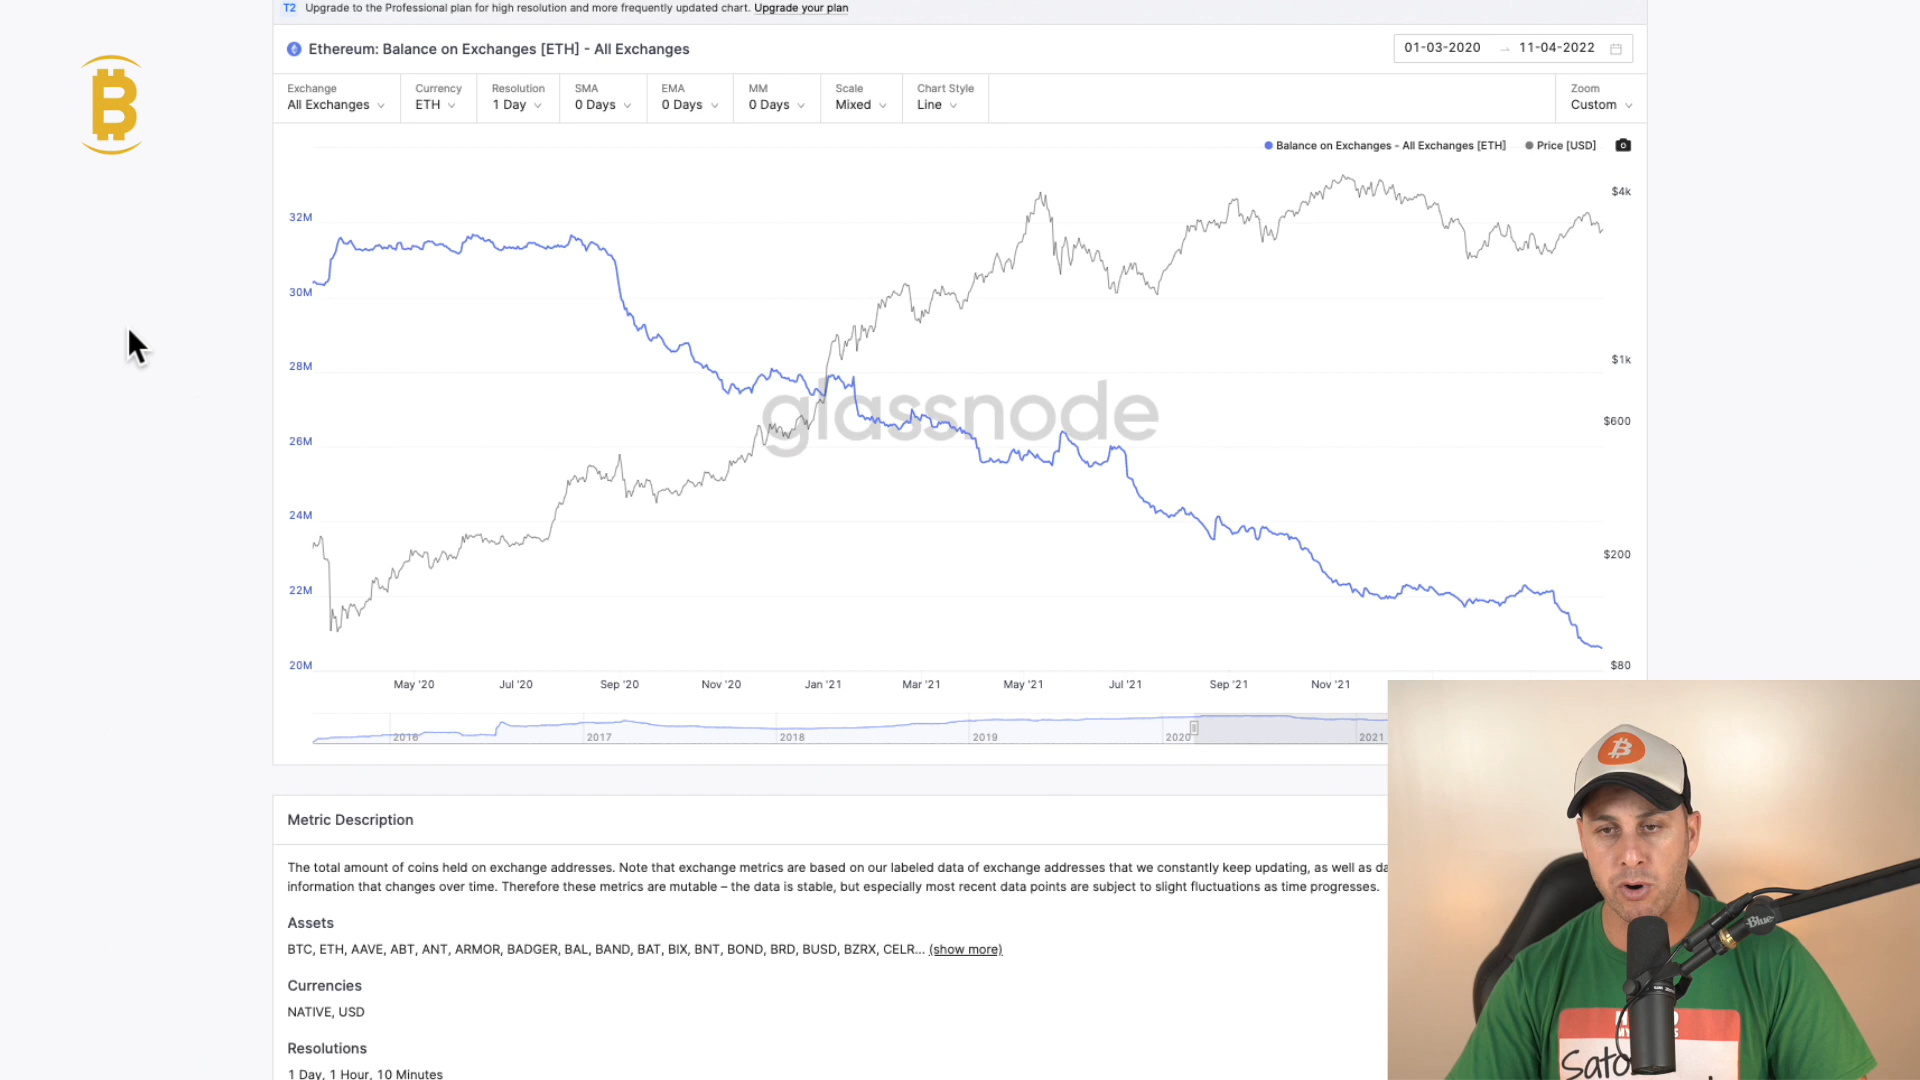 T2 Upgrade to the Professional plan for high resolution and more frequently updated chart. Upgrade your plan
Ethereum: Balance on Exchanges [ETH] - All Exchanges
01-03-2020 → 11-04-2022
Exchange Currency Resolution SMA EMA MM Scale Chart Style Zoom
All Exchanges ETH 1 Day 0 Days 0 Days 0 Days Mixed Line Custom
Balance on Exchanges - All Exchanges [ETH] Price [USD]
$4k
32M
30M
28M
$1k
glassnode
$600
26M
24M
$200
22M
20M
$80
May '20 Jul '20 Sep '20 Nov '20 Jan '21 Mar '21 May '21 Jul '21 Sep '21 Nov '21
2016 2017 2018 2019 2020 2021
Metric Description
The total amount of coins held on exchange addresses. Note that exchange metrics are based on our labeled data of exchange addresses that we constantly keep updating, as well as da
information that changes over time. Therefore these metrics are mutable – the data is stable, but especially most recent data points are subject to slight fluctuations as time progresses.
Assets
BTC, ETH, AAVE, ABT, ANT, ARMOR, BADGER, BAL, BAND, BAT, BIX, BNT, BOND, BRD, BUSD, BZRX, CELR... (show more)
Currencies
NATIVE, USD
Resolutions
1 Day, 1 Hour, 10 Minutes
Blue
Sato